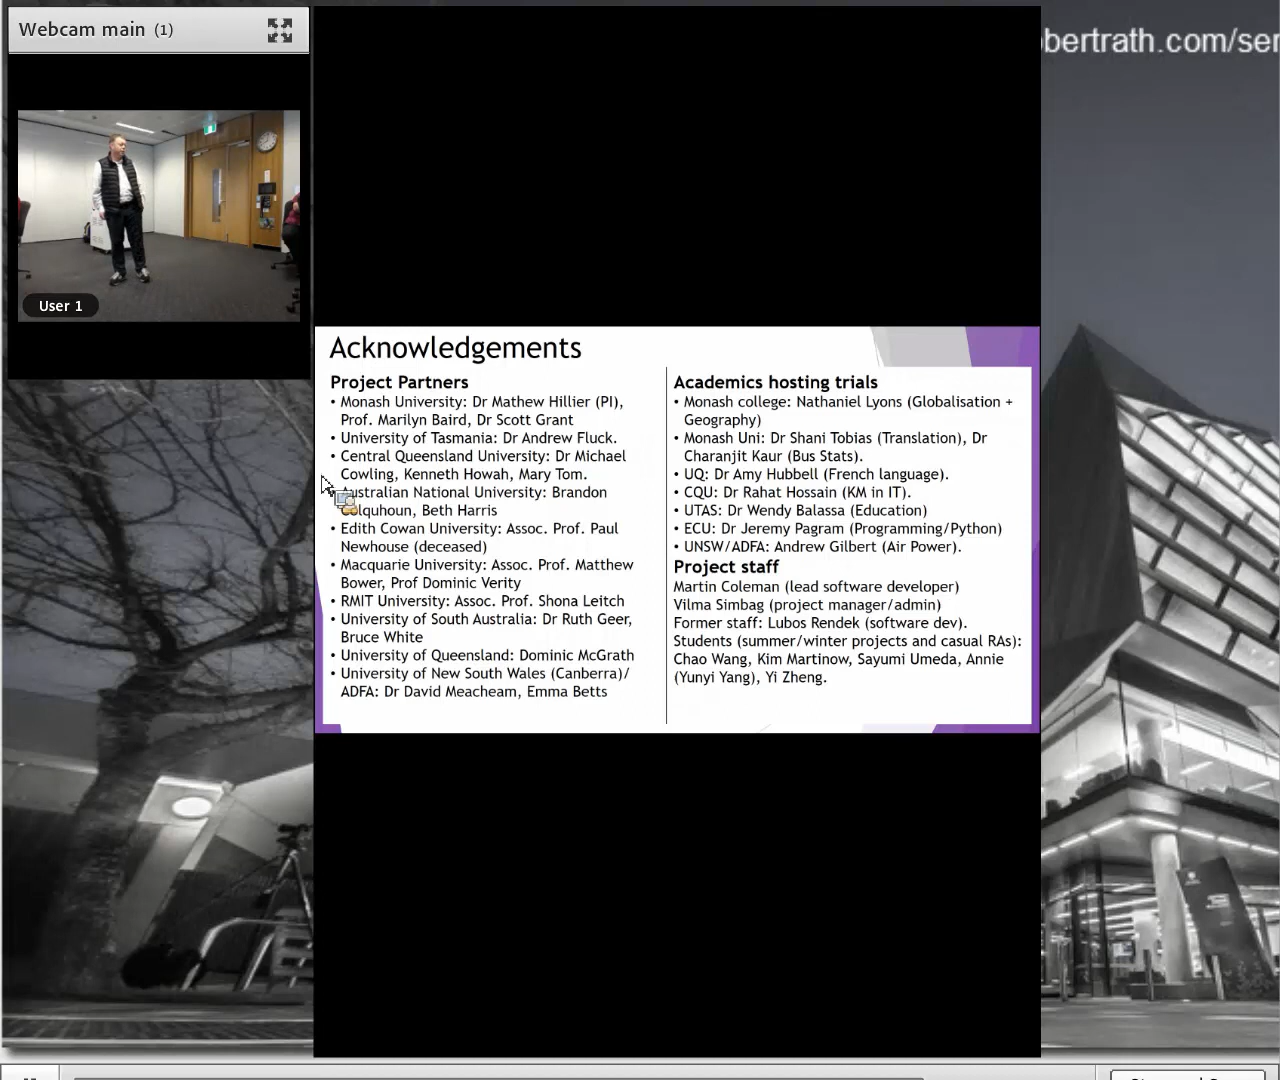 Webcam main (1)
bertrath.com/ser
User 1
Acknowledgements
Project Partners
• Monash University: Dr Mathew Hillier (PI),
Prof. Marilyn Baird, Dr Scott Grant
• University of Tasmania: Dr Andrew Fluck.
• Central Queensland University: Dr Michael
Cowling, Kenneth Howah, Mary Tom.
Australian National University: Brandon
lquhoun, Beth Harris
• Edith Cowan University: Assoc. Prof. Paul
Newhouse (deceased)
• Macquarie University: Assoc. Prof. Matthew
Bower, Prof Dominic Verity
• RMIT University: Assoc. Prof. Shona Leitch
• University of South Australia: Dr Ruth Geer,
Bruce White
• University of Queensland: Dominic McGrath
• University of New South Wales (Canberra)/
ADFA: Dr David Meacheam, Emma Betts
Academics hosting trials
• Monash college: Nathaniel Lyons (Globalisation +
Geography)
• Monash Uni: Dr Shani Tobias (Translation), Dr
Charanjit Kaur (Bus Stats).
• UQ: Dr Amy Hubbell (French language).
• CQU: Dr Rahat Hossain (KM in IT).
• UTAS: Dr Wendy Balassa (Education)
• ECU: Dr Jeremy Pagram (Programming/Python)
• UNSW/ADFA: Andrew Gilbert (Air Power).
Project staff
Martin Coleman (lead software developer)
Vilma Simbag (project manager/admin)
Former staff: Lubos Rendek (software dev).
Students (summer/winter projects and casual RAs):
Chao Wang, Kim Martinow, Sayumi Umeda, Annie
(Yunyi Yang), Yi Zheng.